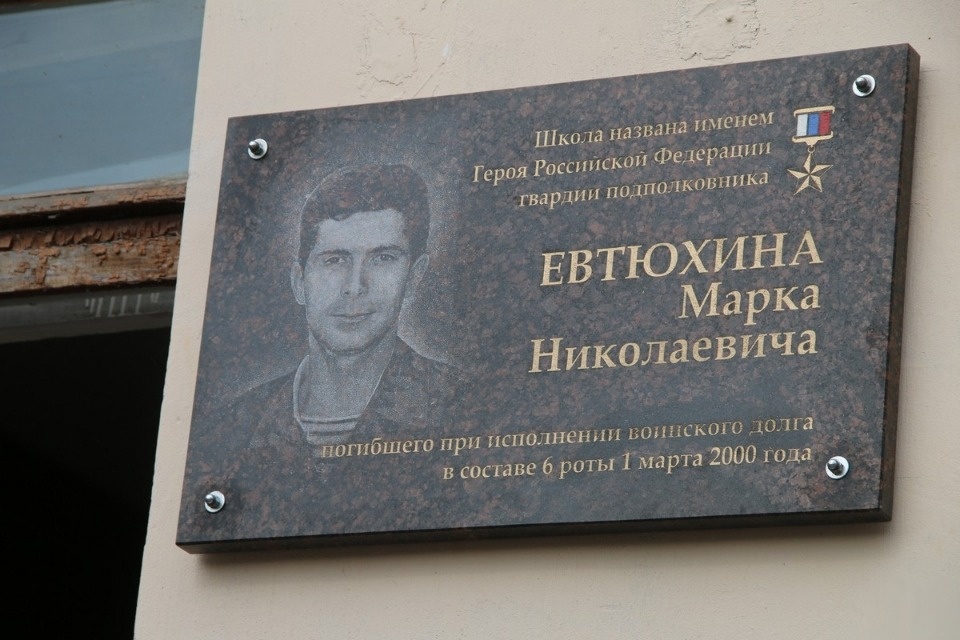 Школа названа именем
Героя Российской Федерации
гвардии подполковника
ЕВТЮХИНА
Марка
Николаевича
погибшего при исполнении воинского долга
в составе 6 роты 1 марта 2000 года